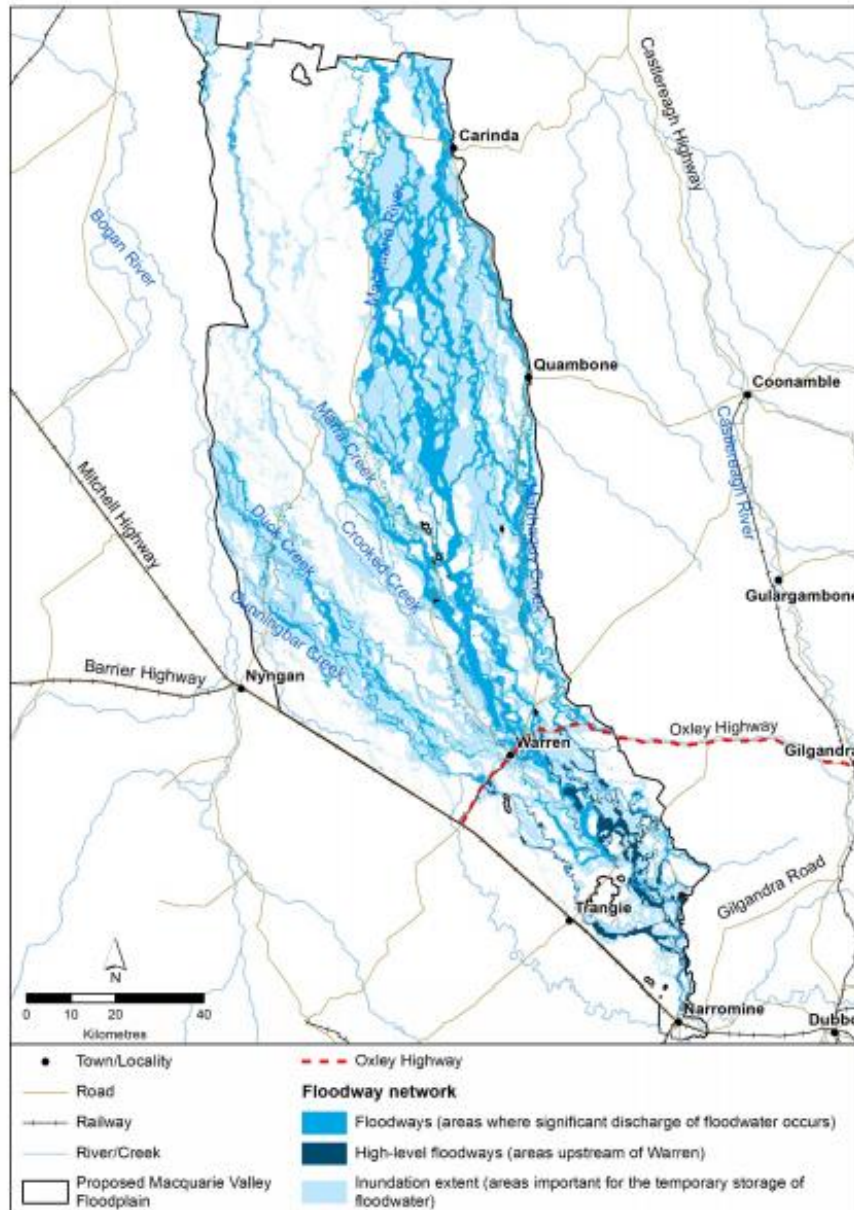 Castlereagh Highway
Carinda
Bogan River
Macquarie River
Quambone
Coonamble
Castlereagh River
Marra Creek
Mitchell Highway
Duck Creek
Crooked Creek
Gulargambone
Gunningbar Creek
Barrier Highway
Nyngan
Oxley Highway
Warren
Gilgandra
Gilgandra Road
Trangie
N
0 10 20 40
Kilometres
Narromine
Dubbo
Town/Locality
Road
Railway
River/Creek
Proposed Macquarie Valley
Floodplain
Oxley Highway
Floodway network
Floodways (areas where significant discharge of floodwater occurs)
High-level floodways (areas upstream of Warren)
Inundation extent (areas important for the temporary storage of
floodwater)